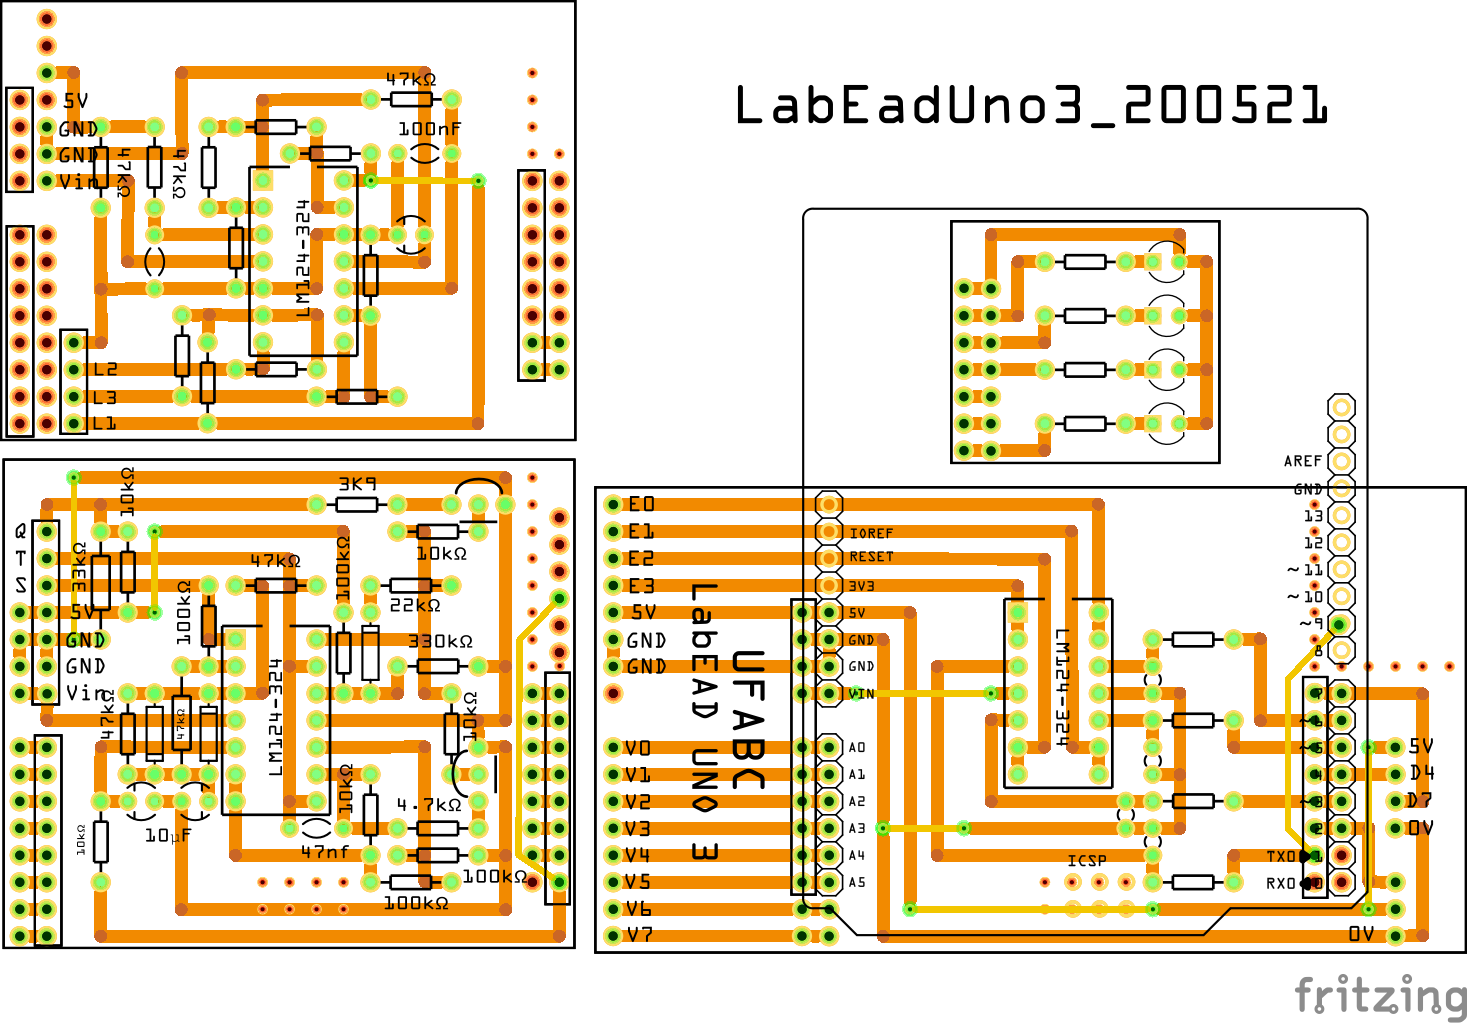 LabEadUno3_200521
47kΩ
100nF
5V
GND
GND
Vin
47kΩ
47kΩ
LM124-324
L2
L3
L1
10kΩ
3K9
Q
T
S
5V
GND
GND
Vin
33kΩ
47kΩ
100kΩ
10kΩ
22kΩ
100kΩ
330kΩ
LM124-324
47kΩ
47kΩ
10kΩ
10kΩ
4.7kΩ
10μF
10kΩ
47nf
100kΩ
100kΩ
E0
E1
E2
E3
5V
GND
GND
V0
V1
V2
V3
V4
V5
V6
V7
LabEAD UNO 3
UFABC
IOREF
RESET
3V3
5V
GND
GND
VIN
A0
A1
A2
A3
A4
A5
LM124-324
ICSP
AREF
GND
13
12
~11
~10
~9
8
7
~6
~5
4
~3
2
TX0 1
RX0 0
5V
D4
D7
0V
0V
fritzing